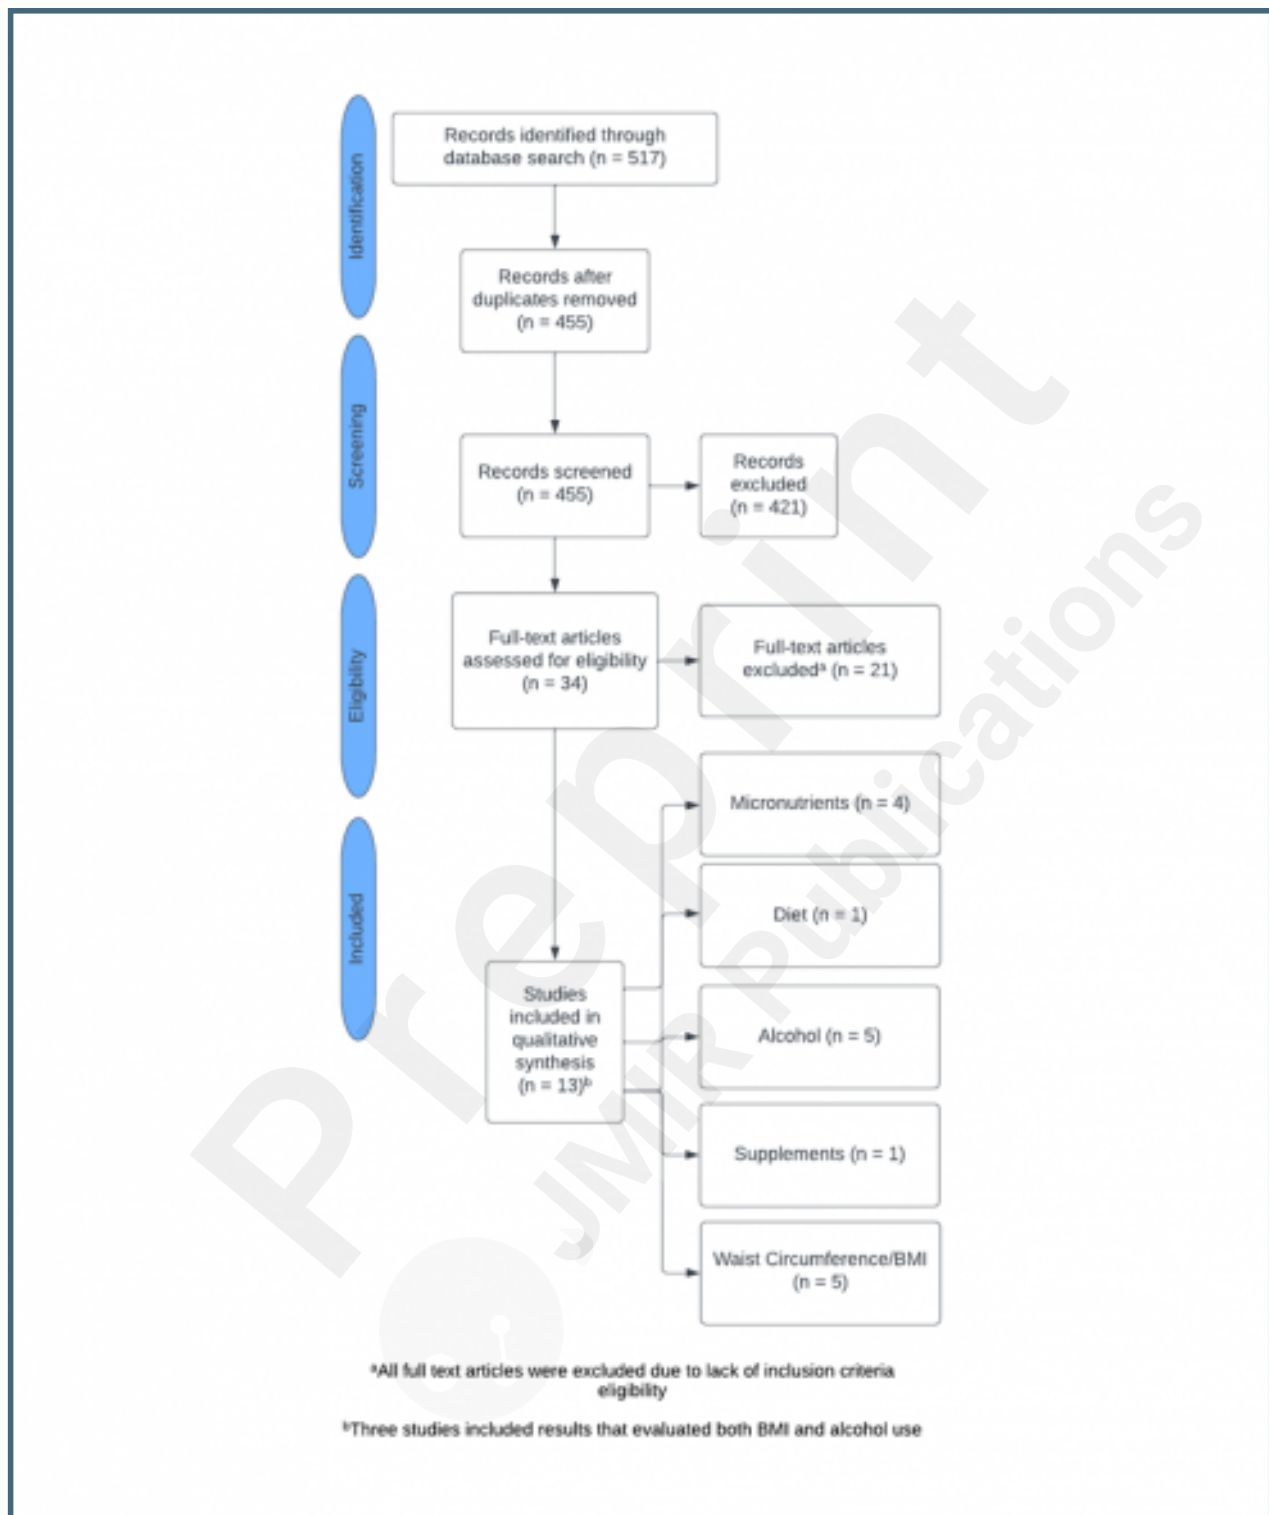 Identification
Records identified through
database search (n = 517)
Records after
duplicates removed
(n = 455)
Screening
Records screened
(n = 455)
Records
excluded
(n = 421)
Eligibility
Full-text articles
assessed for eligibility
(n = 34)
Full-text articles
excludedᵃ (n = 21)
Included
Studies
included in
qualitative
synthesis
(n = 13)ᵇ
Micronutrients (n = 4)
Diet (n = 1)
Alcohol (n = 5)
Supplements (n = 1)
Waist Circumference/BMI
(n = 5)
ᵃAll full text articles were excluded due to lack of inclusion criteria
eligibility
ᵇThree studies included results that evaluated both BMI and alcohol use
Preprint
JMIR Publications